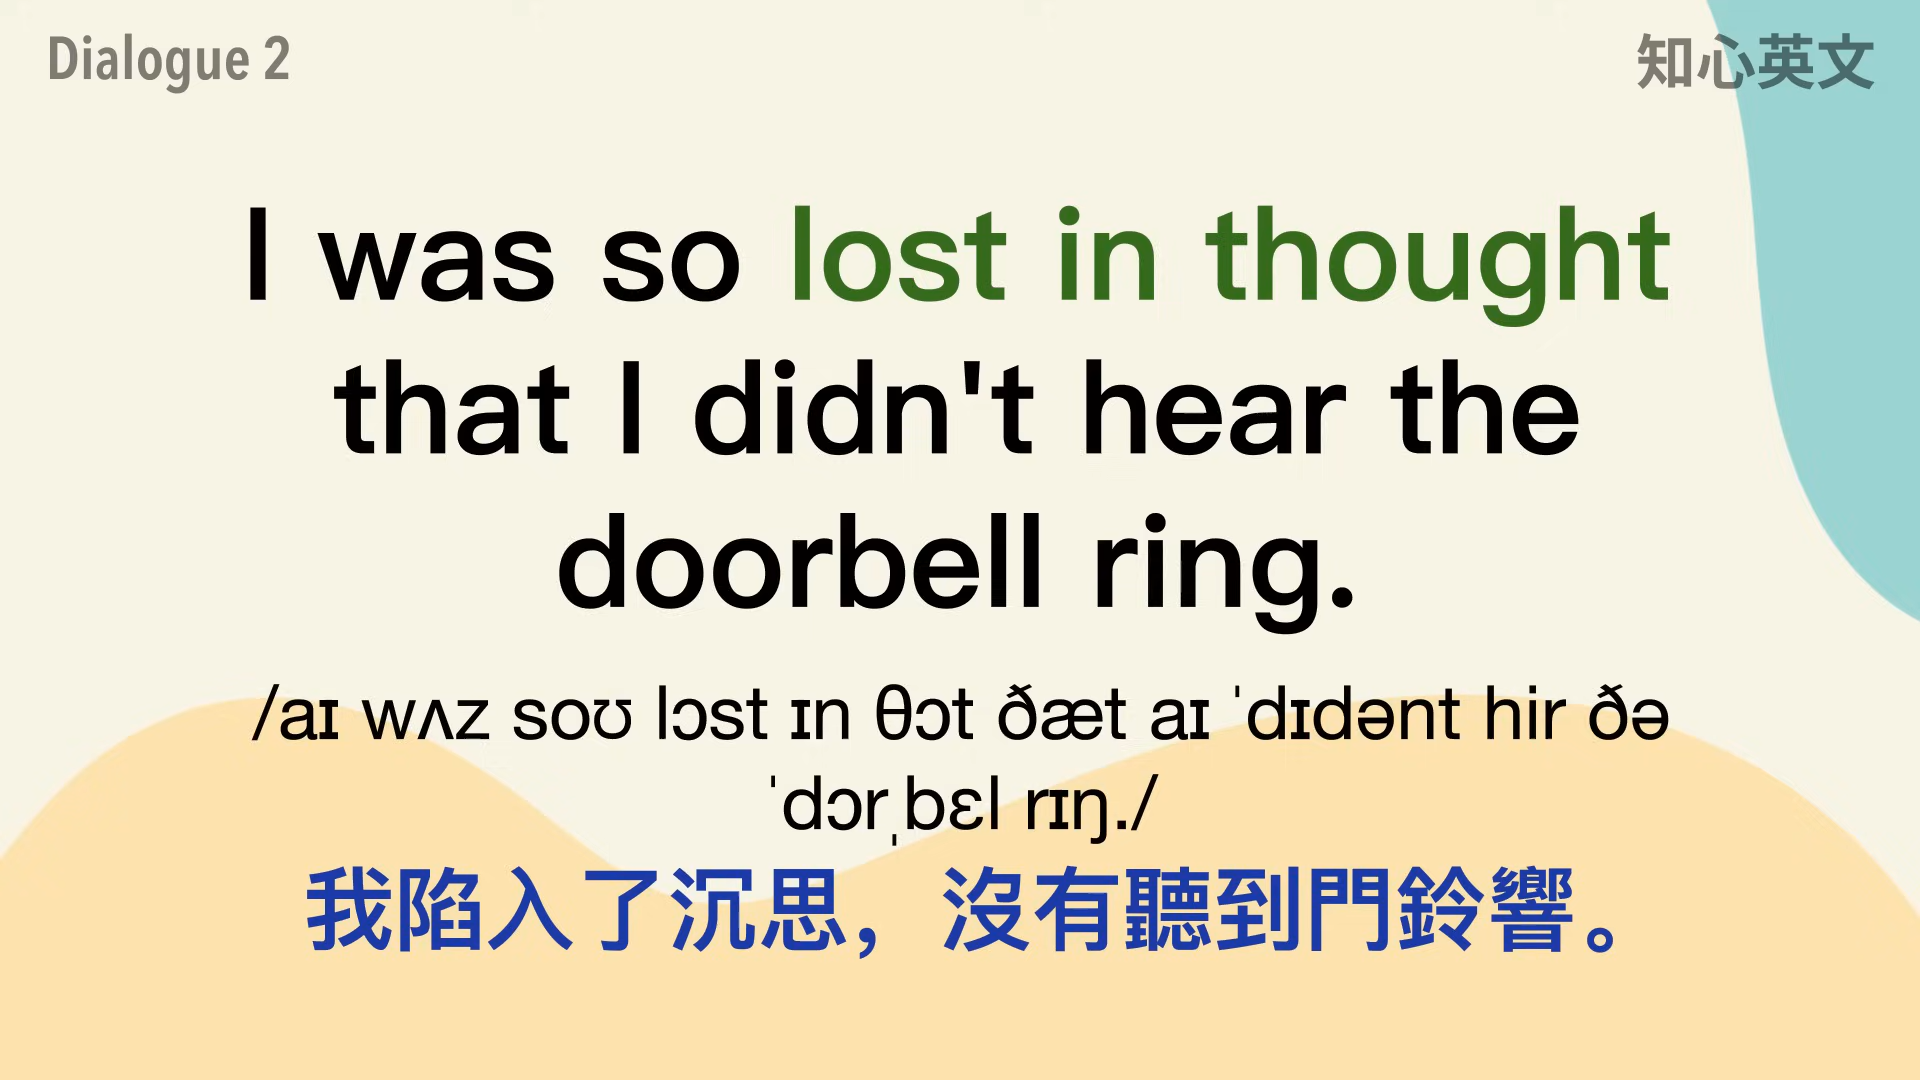 Dialogue 2
知心英文
I was so lost in thought
that I didn't hear the
doorbell ring.
/aɪ wʌz soʊ lɔst ɪn θɔt ðæt aɪ ˈdɪdənt hir ðə
ˈdɔrˌbɛl rɪŋ./
我陷入了沉思，沒有聽到門鈴響。